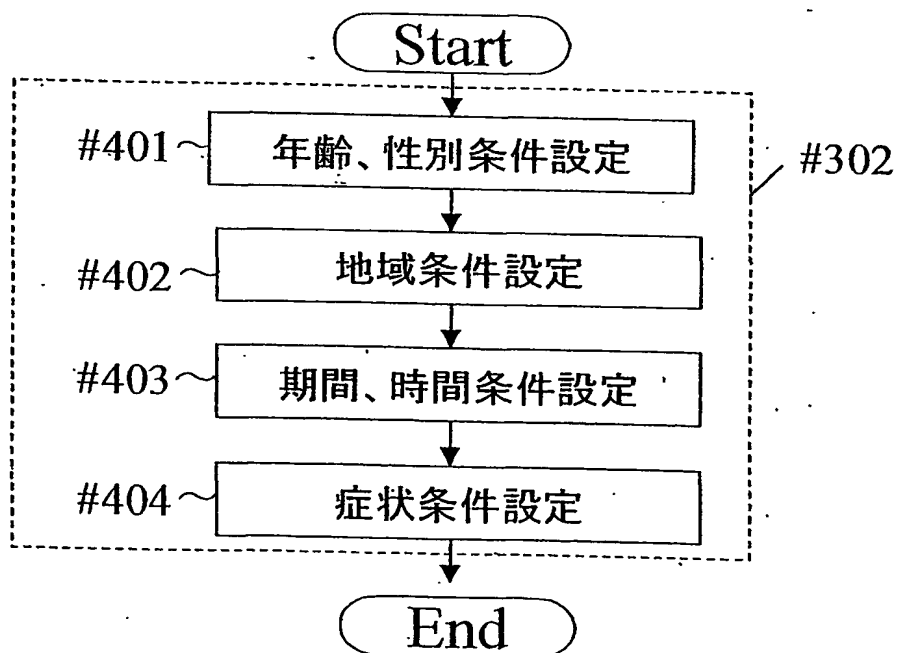 Start
#401 年齢、性別条件設定
#302
#402 地域条件設定
#403 期間、時間条件設定
#404 症状条件設定
End